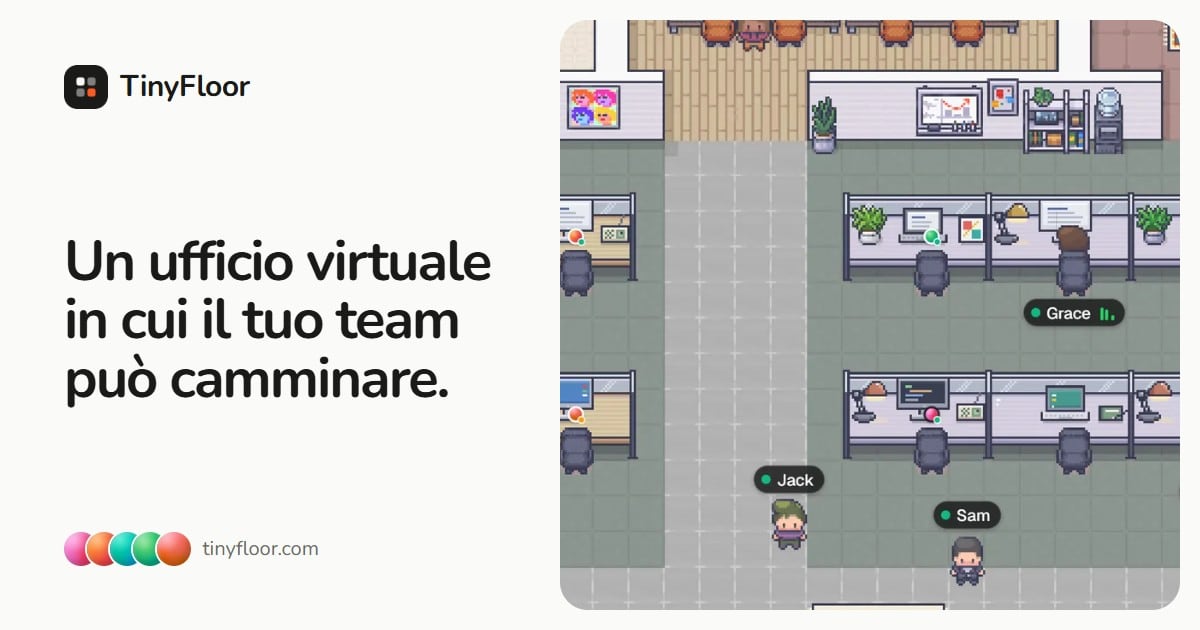 TinyFloor
Un ufficio virtuale
in cui il tuo team
può camminare.
tinyfloor.com
Grace
Jack
Sam